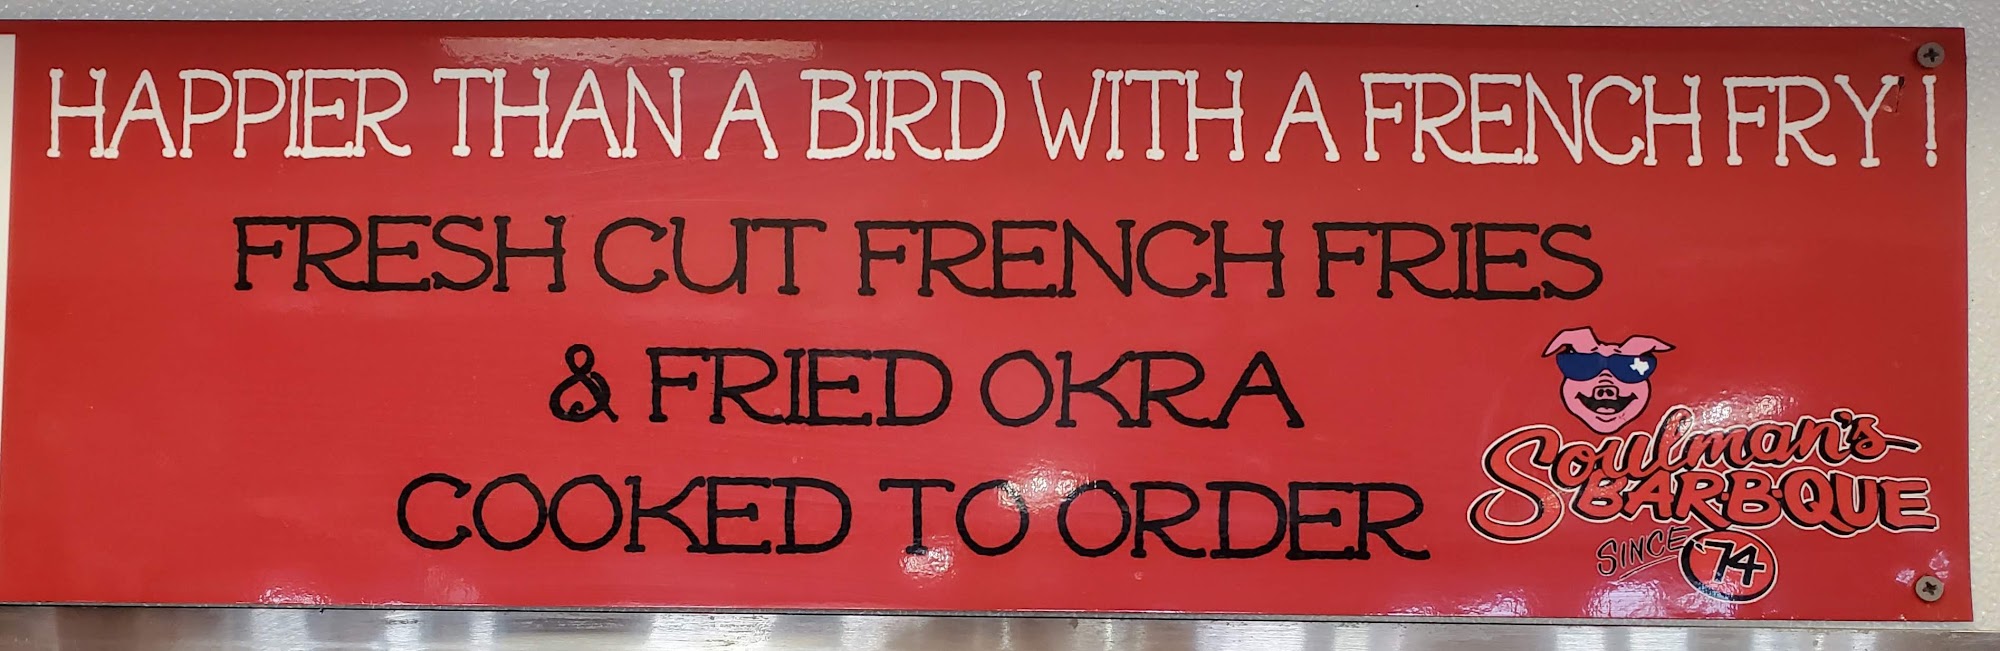 HAPPIER THAN A BIRD WITH A FRENCH FRY!
FRESH CUT FRENCH FRIES
& FRIED OKRA
COOKED TO ORDER
Soulman's
BAR-B-QUE
SINCE '74